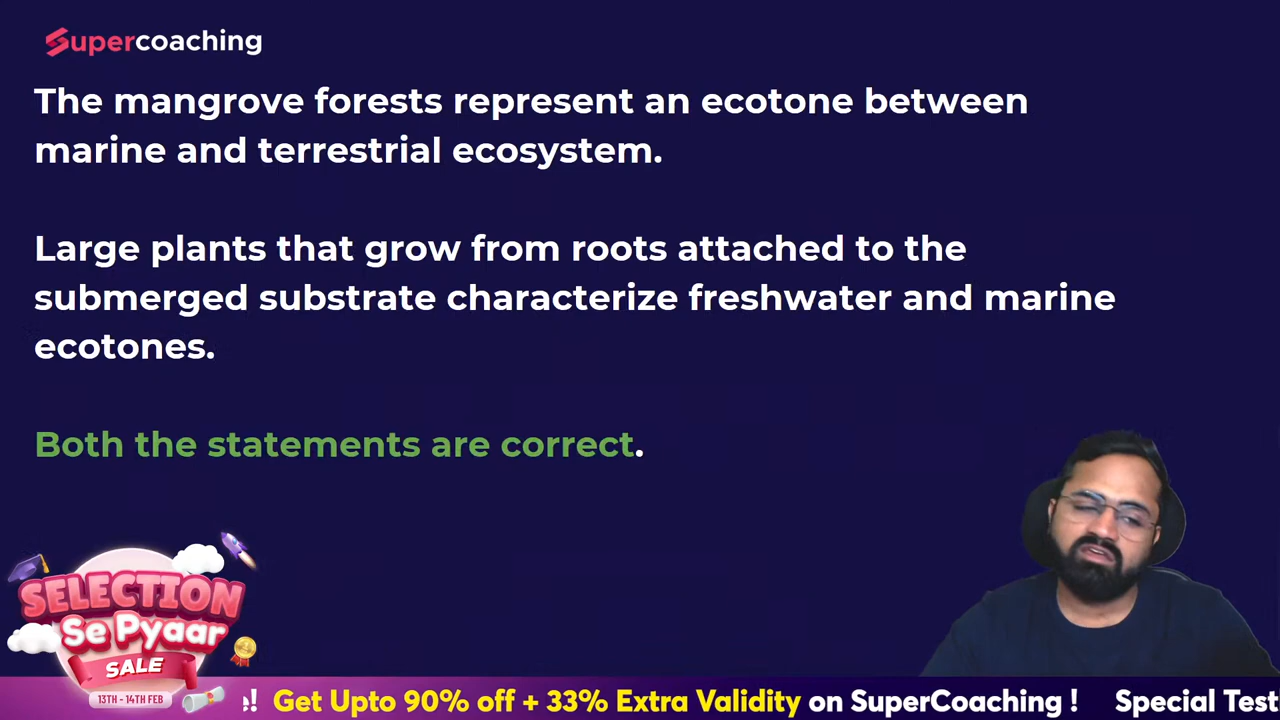 Supercoaching
The mangrove forests represent an ecotone between
marine and terrestrial ecosystem.
Large plants that grow from roots attached to the
submerged substrate characterize freshwater and marine
ecotones.
Both the statements are correct.
SELECTION
Se Pyaar
SALE
13TH - 14TH FEB
! Get Upto 90% off + 33% Extra Validity on SuperCoaching ! Special Test